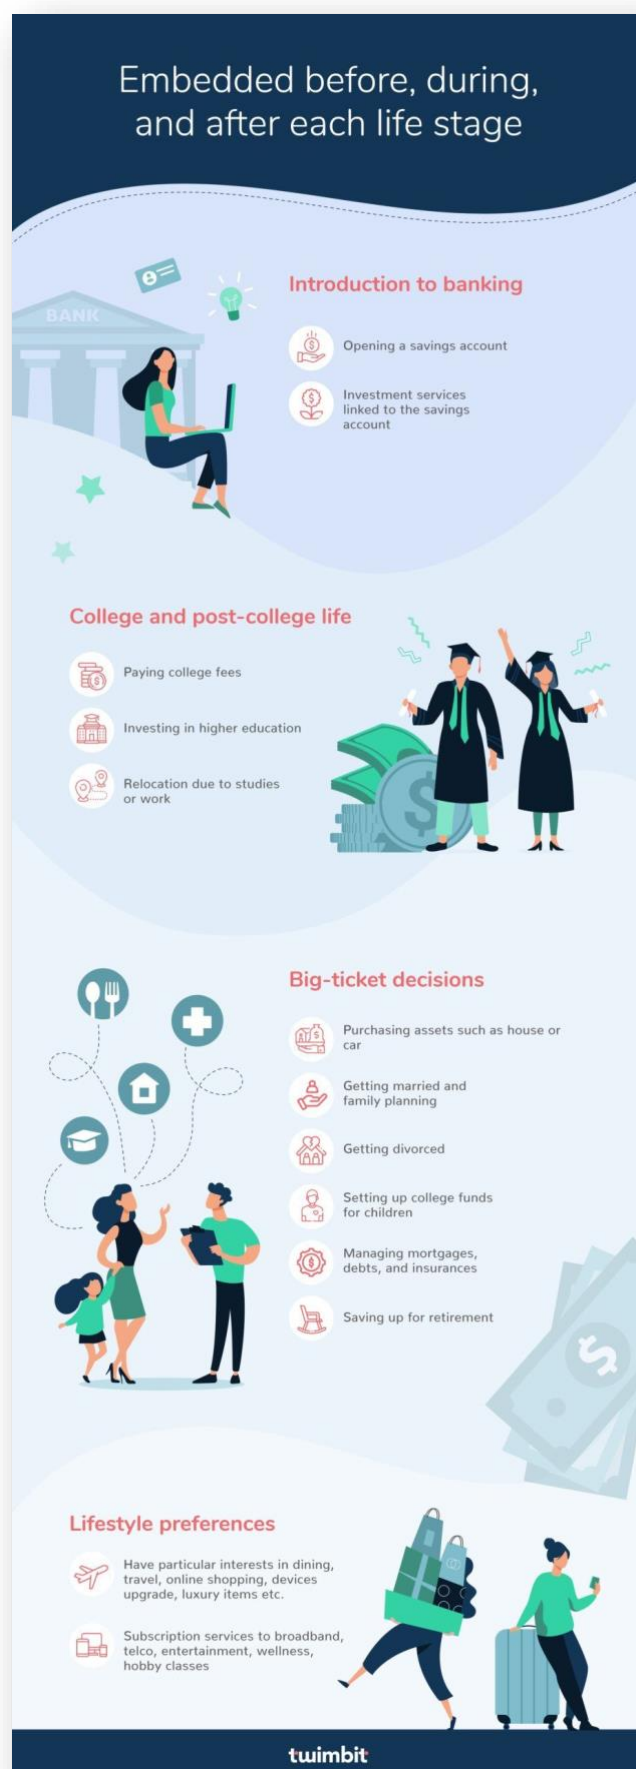 Embedded before, during,
and after each life stage
BANK
Introduction to banking
Opening a savings account
Investment services
linked to the savings
account
College and post-college life
Paying college fees
Investing in higher education
Relocation due to studies
or work
Big-ticket decisions
Purchasing assets such as house or
car
Getting married and
family planning
Getting divorced
Setting up college funds
for children
Managing mortgages,
debts, and insurances
Saving up for retirement
Lifestyle preferences
Have particular interests in dining,
travel, online shopping, devices
upgrade, luxury items etc.
Subscription services to broadband,
telco, entertainment, wellness,
hobby classes
twimbit